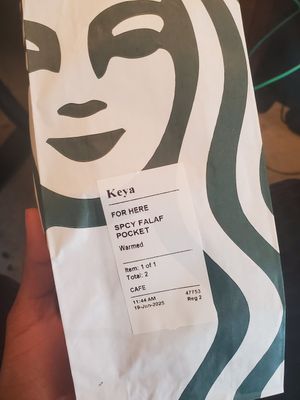 Keya
FOR HERE
SPCY FALAF
POCKET
Warmed
Item: 1 of 1
Total: 2
CAFE
11:44 AM 47753
19-Jun-2025 Reg 2